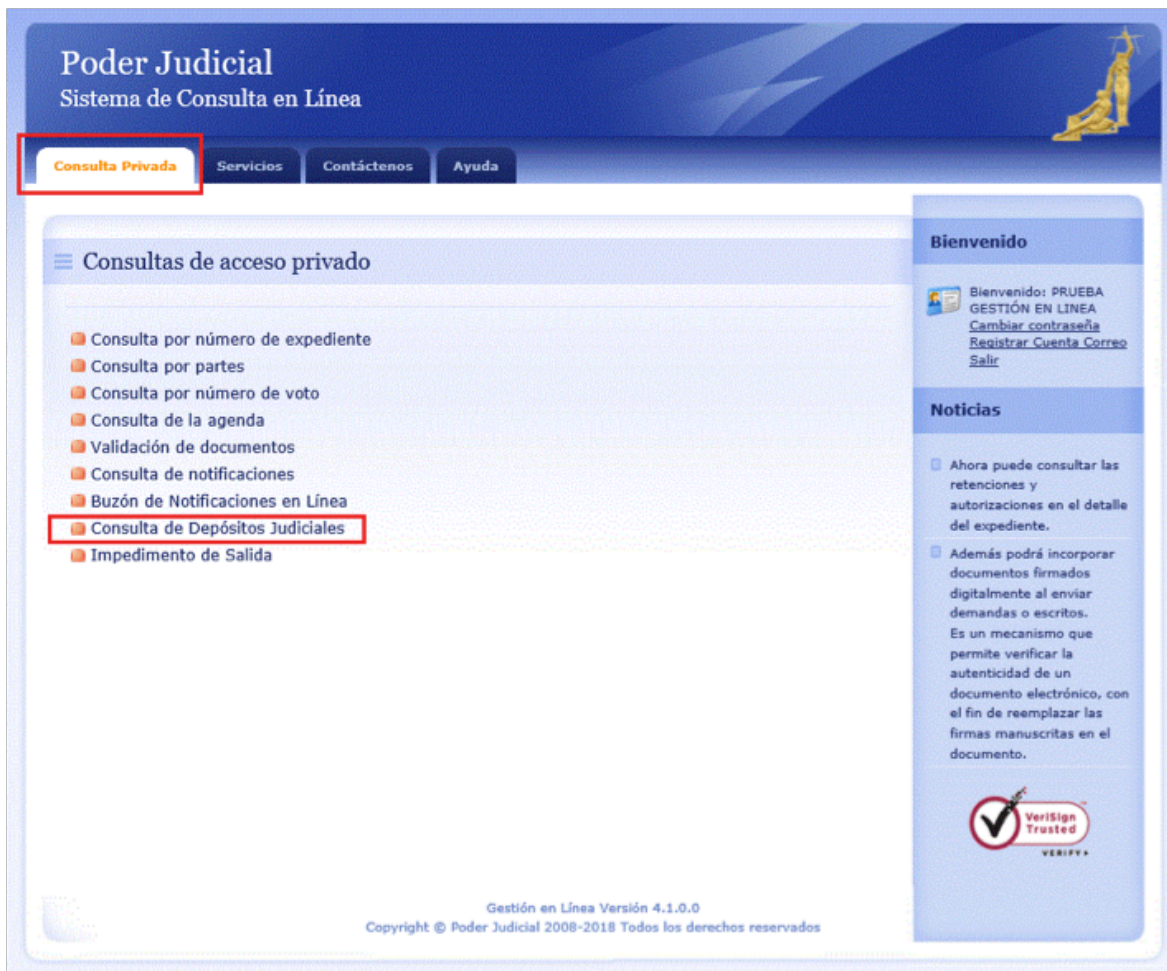 Poder Judicial
Sistema de Consulta en Línea
Consulta Privada
Servicios
Contáctenos
Ayuda
Consultas de acceso privado
Consulta por número de expediente
Consulta por partes
Consulta por número de voto
Consulta de la agenda
Validación de documentos
Consulta de notificaciones
Buzón de Notificaciones en Línea
Consulta de Depósitos Judiciales
Impedimento de Salida
Bienvenido
Bienvenido: PRUEBA
GESTIÓN EN LINEA
Cambiar contraseña
Registrar Cuenta Correo
Salir
Noticias
Ahora puede consultar las
retenciones y
autorizaciones en el detalle
del expediente.
Además podrá incorporar
documentos firmados
digitalmente al enviar
demandas o escritos.
Es un mecanismo que
permite verificar la
autenticidad de un
documento electrónico, con
el fin de reemplazar las
firmas manuscritas en el
documento.
VeriSign
Trusted
VERIFY+
Gestión en Línea Versión 4.1.0.0
Copyright © Poder Judicial 2008-2018 Todos los derechos reservados